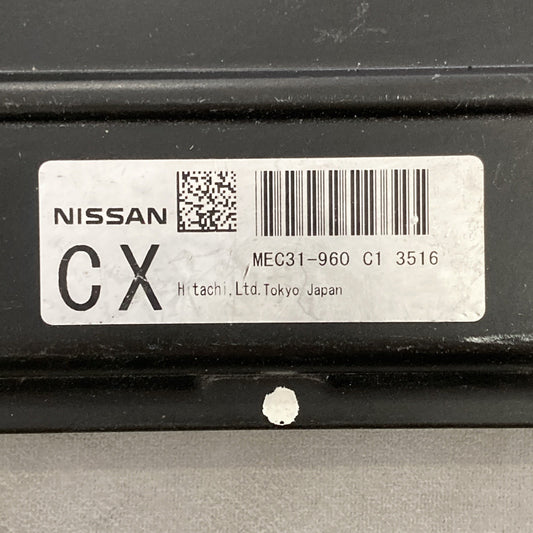 NISSAN
CX
MEC31-960 C1 3516
Hitachi,Ltd.Tokyo Japan